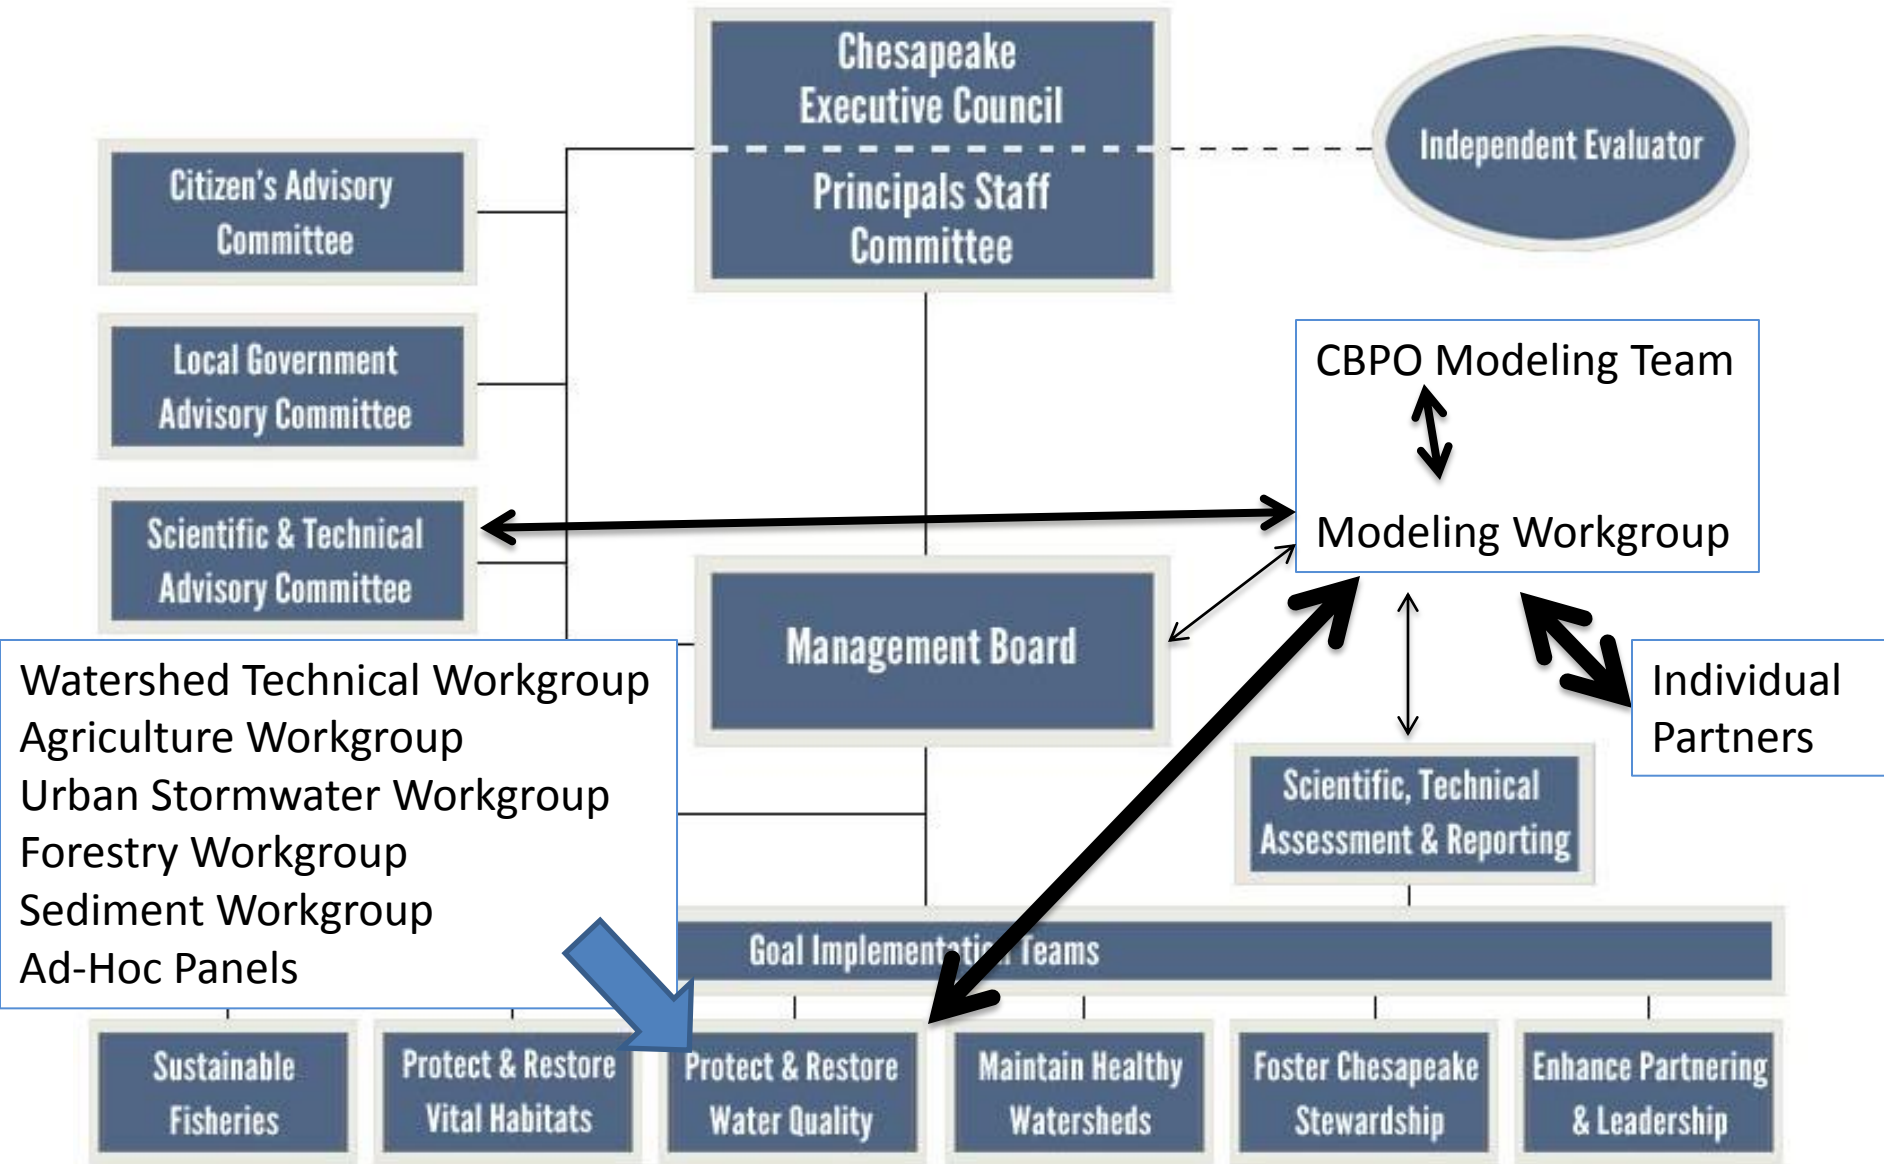 Chesapeake
Executive Council
Principals Staff
Committee
Independent Evaluator
Citizen's Advisory
Committee
Local Government
Advisory Committee
Scientific & Technical
Advisory Committee
CBPO Modeling Team
Modeling Workgroup
Management Board
Individual
Partners
Watershed Technical Workgroup
Agriculture Workgroup
Urban Stormwater Workgroup
Forestry Workgroup
Sediment Workgroup
Ad-Hoc Panels
Scientific, Technical
Assessment & Reporting
Goal Implementation Teams
Sustainable
Fisheries
Protect & Restore
Vital Habitats
Protect & Restore
Water Quality
Maintain Healthy
Watersheds
Foster Chesapeake
Stewardship
Enhance Partnering
& Leadership